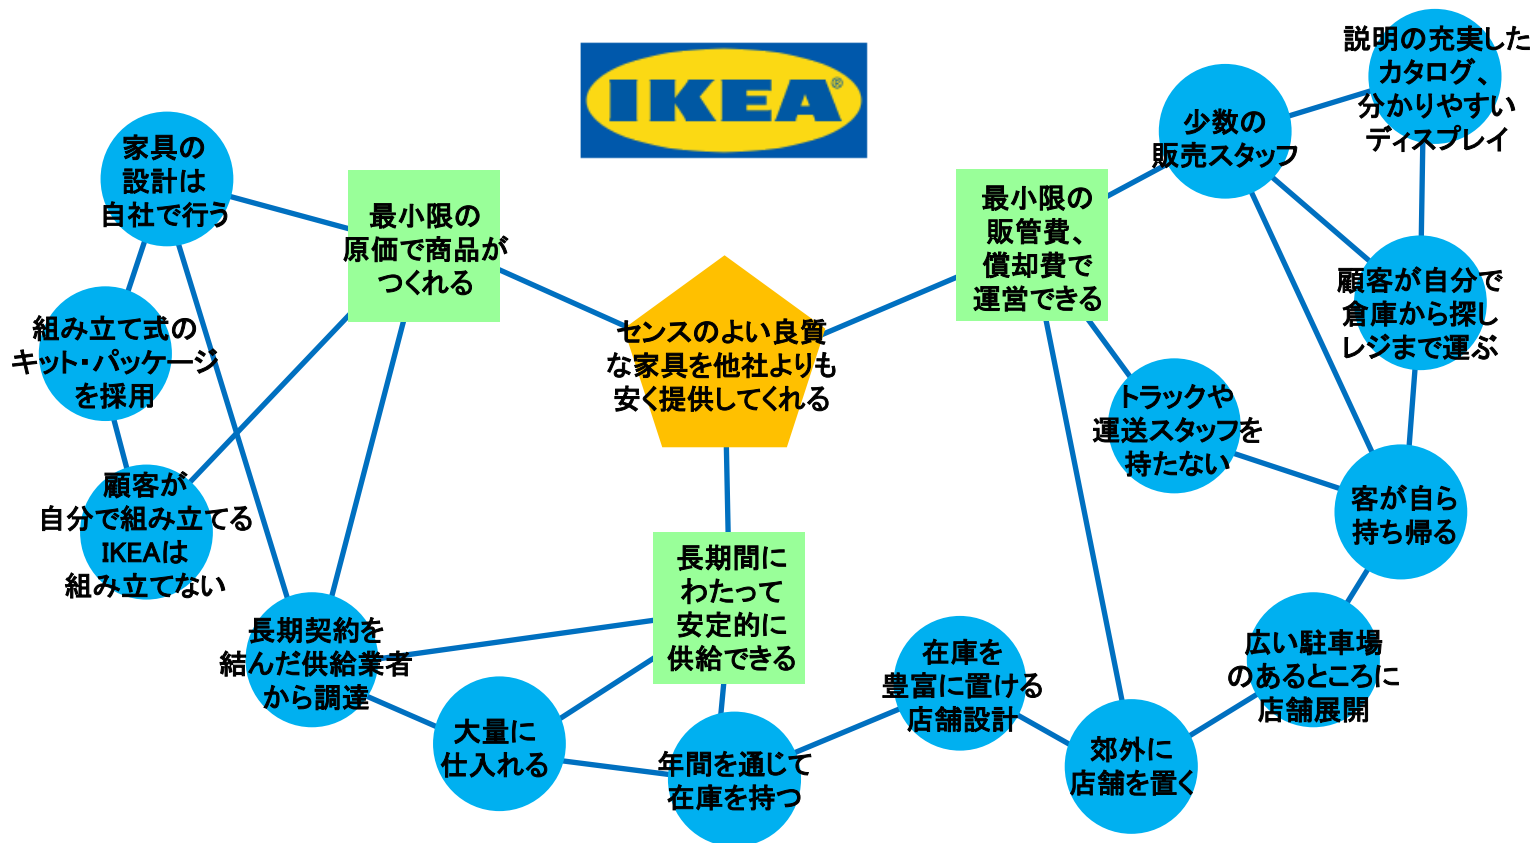 IKEA®
説明の充実した
カタログ、
分かりやすい
ディスプレイ
少数の
販売スタッフ
家具の
設計は
自社で行う
最小限の
原価で商品が
つくれる
最小限の
販管費、
償却費で
運営できる
顧客が自分で
倉庫から探し
レジまで運ぶ
組み立て式の
キット・パッケージ
を採用
センスのよい良質
な家具を他社よりも
安く提供してくれる
トラックや
運送スタッフを
持たない
顧客が
自分で組み立てる
IKEAは
組み立てない
客が自ら
持ち帰る
長期間に
わたって
安定的に
供給できる
長期契約を
結んだ供給業者
から調達
在庫を
豊富に置ける
店舗設計
広い駐車場
のあるところに
店舗展開
大量に
仕入れる
年間を通じて
在庫を持つ
郊外に
店舗を置く